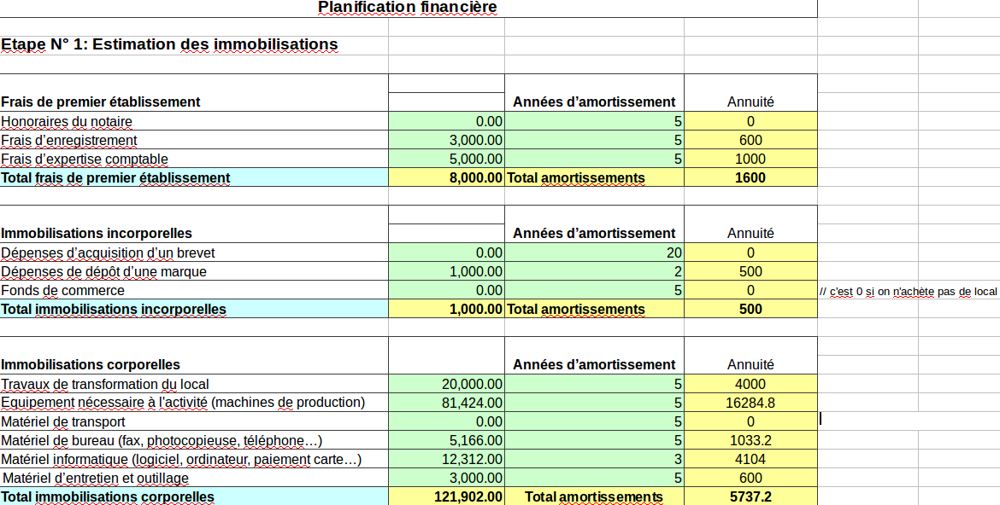 Planification financière
Etape N° 1: Estimation des immobilisations
Frais de premier établissement Années d’amortissement Annuité
Honoraires du notaire 0.00 5 0
Frais d’enregistrement 3,000.00 5 600
Frais d’expertise comptable 5,000.00 5 1000
Total frais de premier établissement 8,000.00 Total amortissements 1600
Immobilisations incorporelles Années d’amortissement Annuité
Dépenses d’acquisition d’un brevet 0.00 20 0
Dépenses de dépôt d’une marque 1,000.00 2 500
Fonds de commerce 0.00 5 0 // c'est 0 si on n'achète pas de local
Total immobilisations incorporelles 1,000.00 Total amortissements 500
Immobilisations corporelles Années d’amortissement Annuité
Travaux de transformation du local 20,000.00 5 4000
Equipement nécessaire à l'activité (machines de production) 81,424.00 5 16284.8
Matériel de transport 0.00 5 0
Matériel de bureau (fax, photocopieuse, téléphone…) 5,166.00 5 1033.2
Matériel informatique (logiciel, ordinateur, paiement carte…) 12,312.00 3 4104
Matériel d’entretien et outillage 3,000.00 5 600
Total immobilisations corporelles 121,902.00 Total amortissements 5737.2